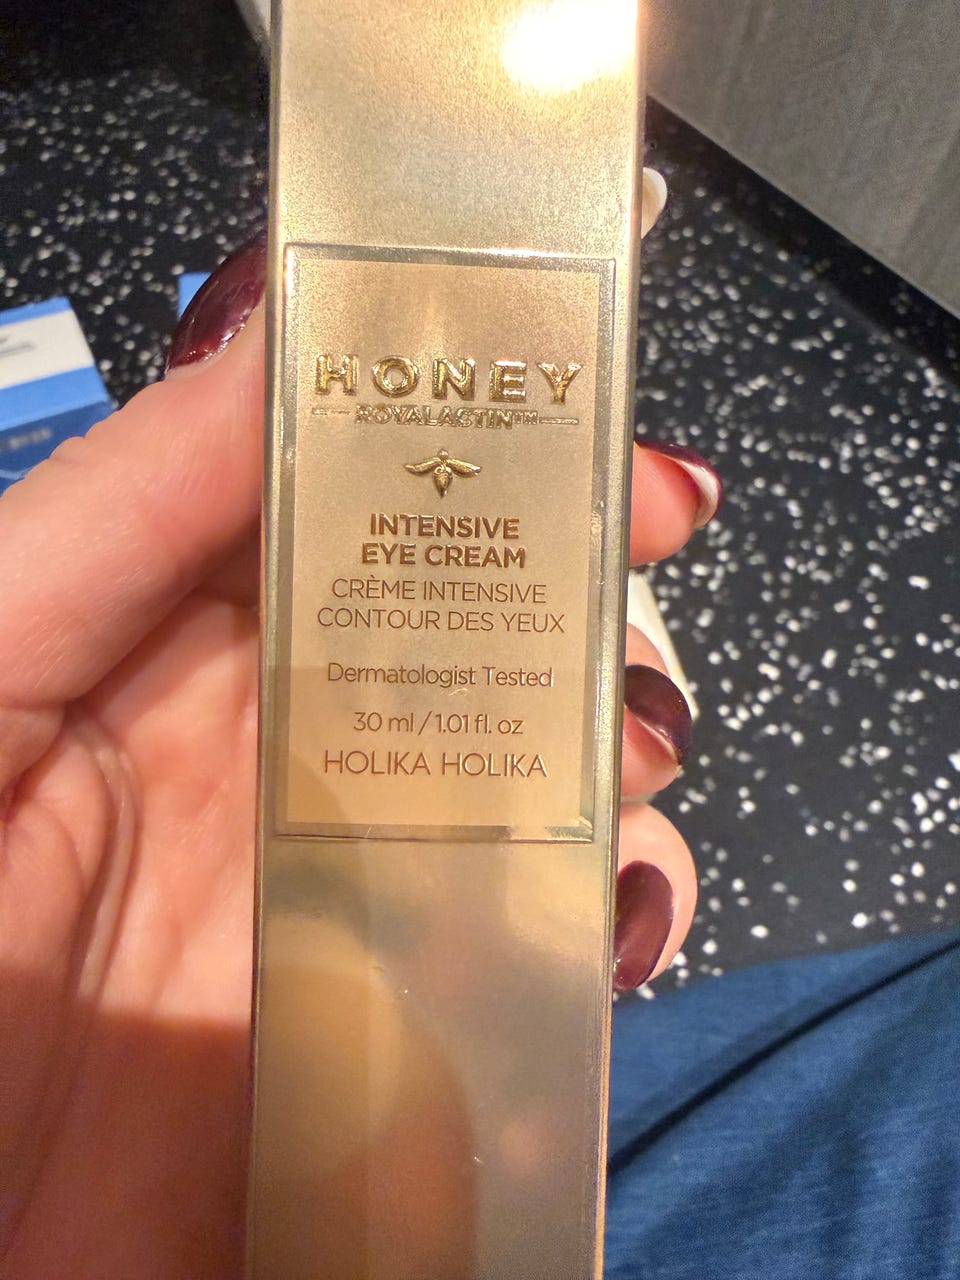 HONEY
ROYALACTIN™
INTENSIVE
EYE CREAM
CRÈME INTENSIVE
CONTOUR DES YEUX
Dermatologist Tested
30 ml / 1.01 fl. oz
HOLIKA HOLIKA